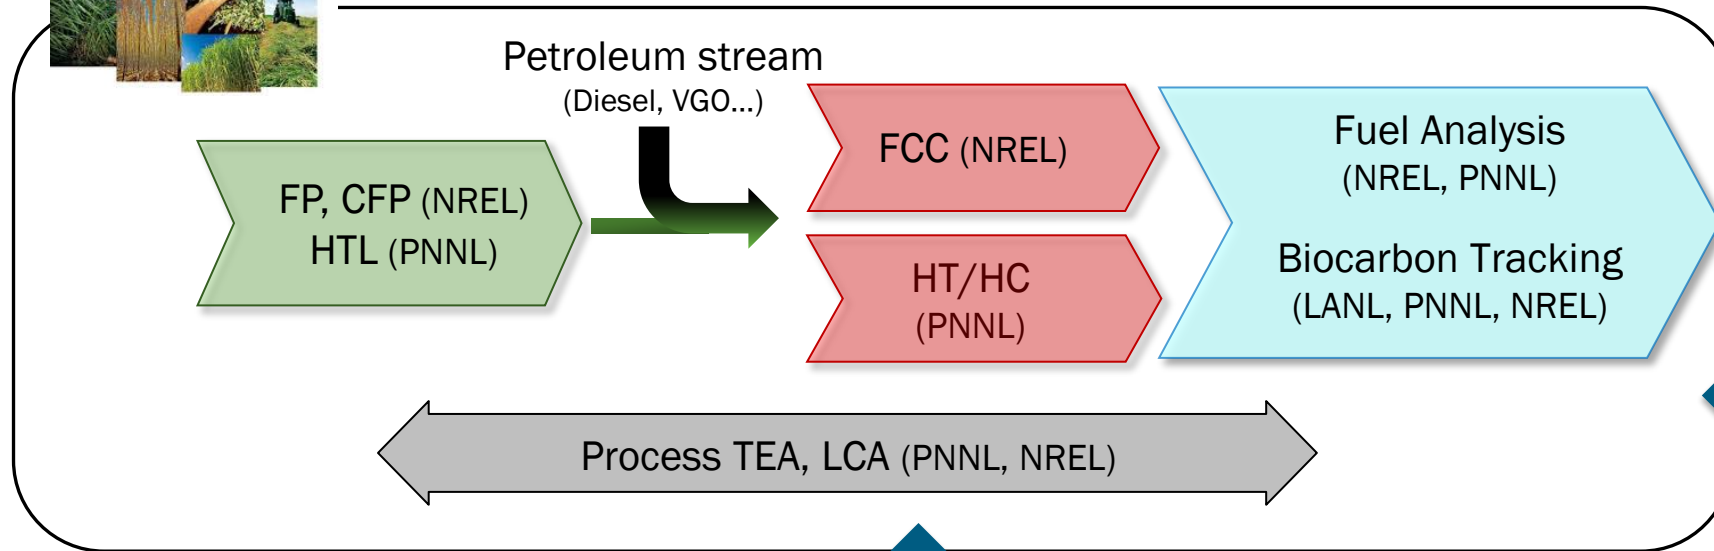 Petroleum stream
(Diesel, VGO...)
FP, CFP (NREL)
HTL (PNNL)
FCC (NREL)
HT/HC
(PNNL)
Fuel Analysis
(NREL, PNNL)
Biocarbon Tracking
(LANL, PNNL, NREL)
Process TEA, LCA (PNNL, NREL)